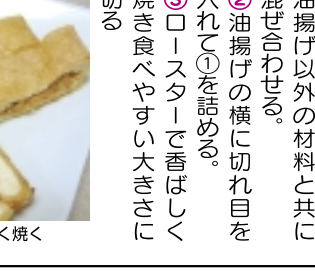 油揚げ以外の材料と共に
混ぜ合わせる。
②油揚げの横に切れ目を
入れて①を詰める。
③ロースターで香ばしく
焼き食べやすい大きさに
切る
く焼く